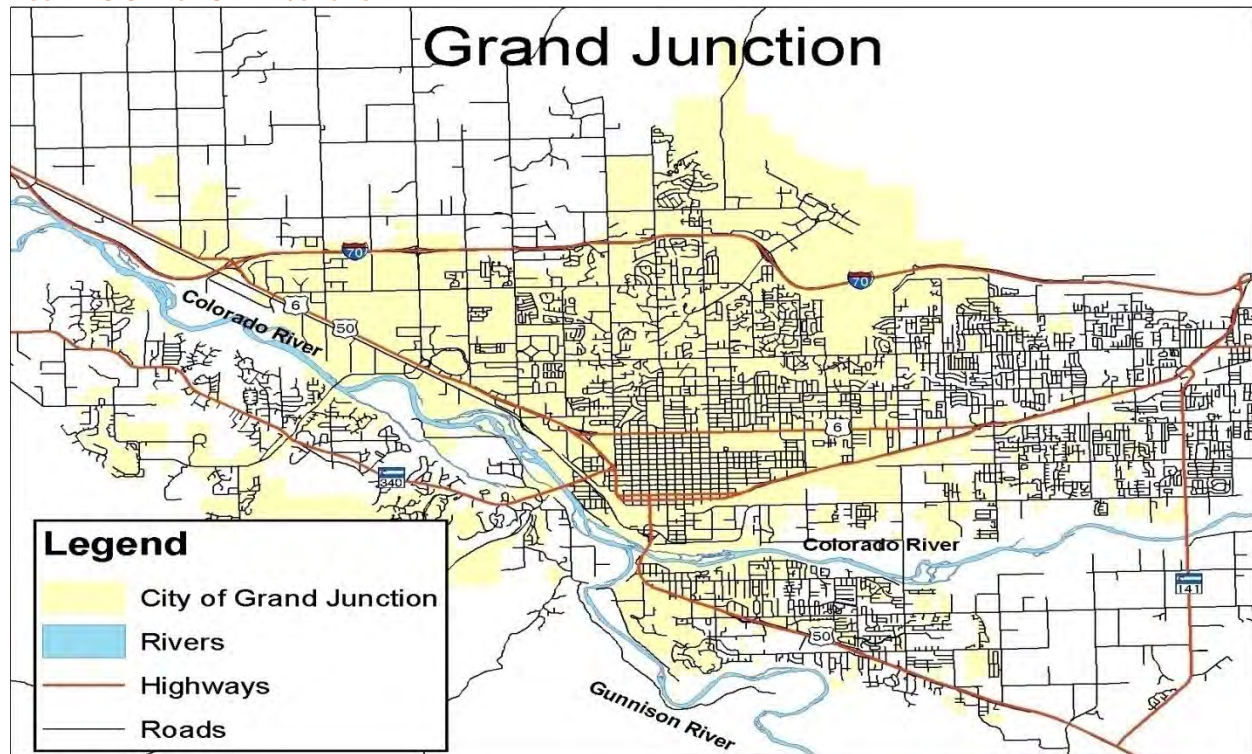 Grand Junction
70
70
6
50
Colorado River
6
340
Colorado River
141
50
Gunnison River
Legend
City of Grand Junction
Rivers
Highways
Roads